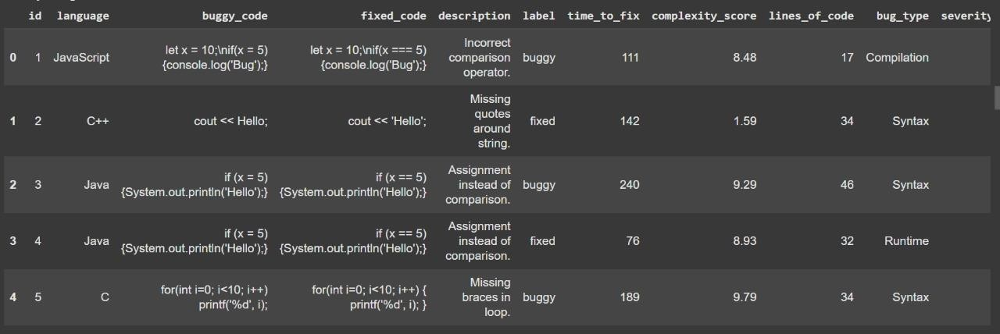 id language buggy_code fixed_code description label time_to_fix complexity_score lines_of_code bug_type severity
Incorrect
let x = 10;\nif(x = 5) let x = 10;\nif(x === 5)
0 1 JavaScript comparison buggy 111 8.48 17 Compilation
{console.log('Bug');} {console.log('Bug');}
operator.
Missing
quotes
1 2 C++ cout << Hello; cout << 'Hello'; fixed 142 1.59 34 Syntax
around
string.
Assignment
if (x = 5) if (x == 5)
2 3 Java instead of buggy 240 9.29 46 Syntax
{System.out.println('Hello');} {System.out.println('Hello');}
comparison.
Assignment
if (x = 5) if (x == 5)
3 4 Java instead of fixed 76 8.93 32 Runtime
{System.out.println('Hello');} {System.out.println('Hello');}
comparison.
Missing
for(int i=0; i<10; i++) for(int i=0; i<10; i++) {
4 5 C braces in buggy 189 9.79 34 Syntax
printf('%d', i); printf('%d', i); }
loop.